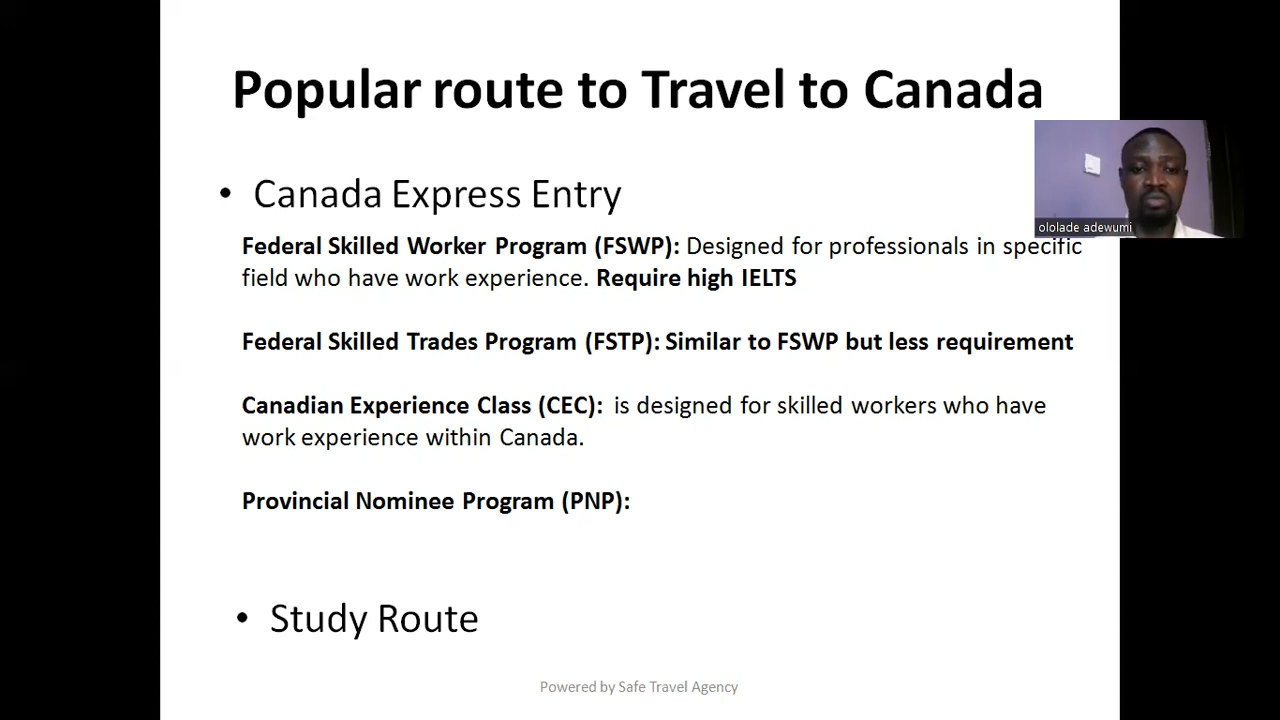 Popular route to Travel to Canada
• Canada Express Entry
ololade adewumi
Federal Skilled Worker Program (FSWP): Designed for professionals in specific
field who have work experience. Require high IELTS
Federal Skilled Trades Program (FSTP): Similar to FSWP but less requirement
Canadian Experience Class (CEC): is designed for skilled workers who have
work experience within Canada.
Provincial Nominee Program (PNP):
• Study Route
Powered by Safe Travel Agency